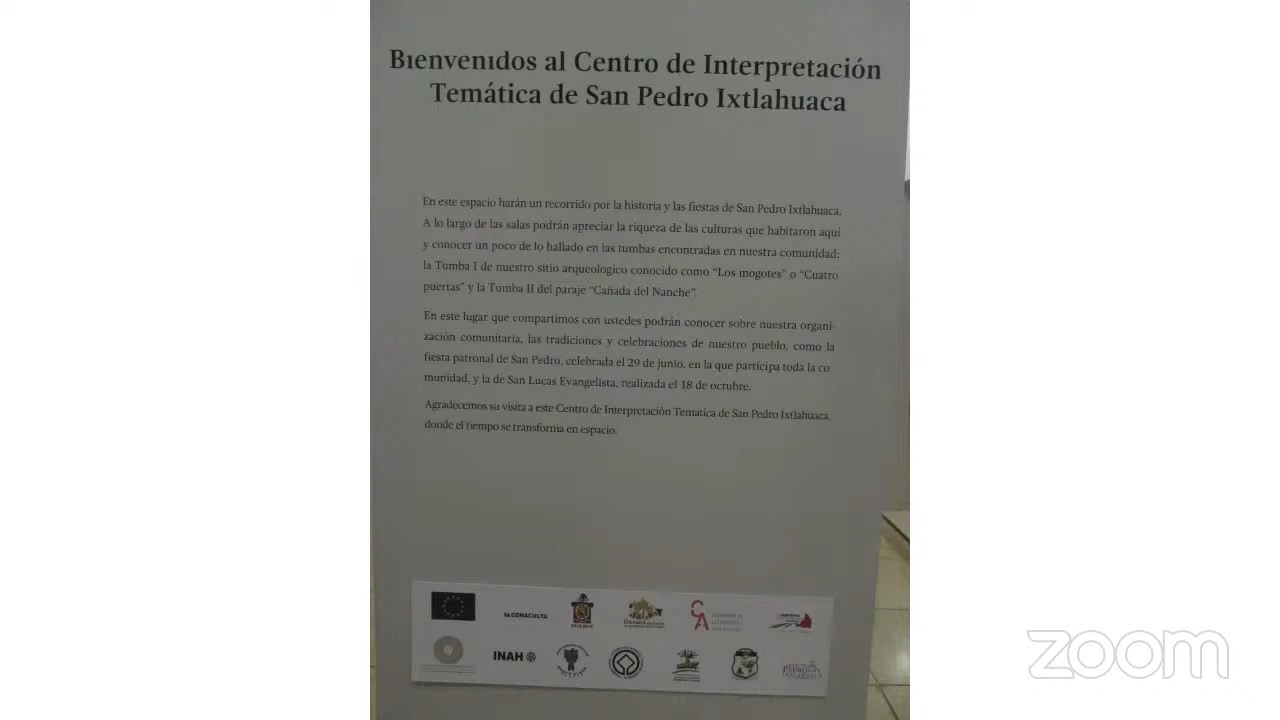 Bienvenidos al Centro de Interpretación
Temática de San Pedro Ixtlahuaca
En este espacio harán un recorrido por la historia y las fiestas de San Pedro Ixtlahuaca.
A lo largo de las salas podrán apreciar la riqueza de las culturas que habitaron aquí
y conocer un poco de lo hallado en las tumbas encontradas en nuestra comunidad:
la Tumba I de nuestro sitio arqueologico conocido como “Los mogotes” o “Cuatro
puertas” y la Tumba II del paraje “Cañada del Nanche”.
En este lugar que compartimos con ustedes podrán conocer sobre nuestra organi-
zación comunitaria, las tradiciones y celebraciones de nuestro pueblo, como la
fiesta patronal de San Pedro, celebrada el 29 de junio, en la que participa toda la co
munidad, y la de San Lucas Evangelista, realizada el 18 de octubre.
Agradecemos su visita a este Centro de Interpretación Tematica de San Pedro Ixtlahuaca,
donde el tiempo se transforma en espacio.
CONACULTA
CA
INAH
zoom